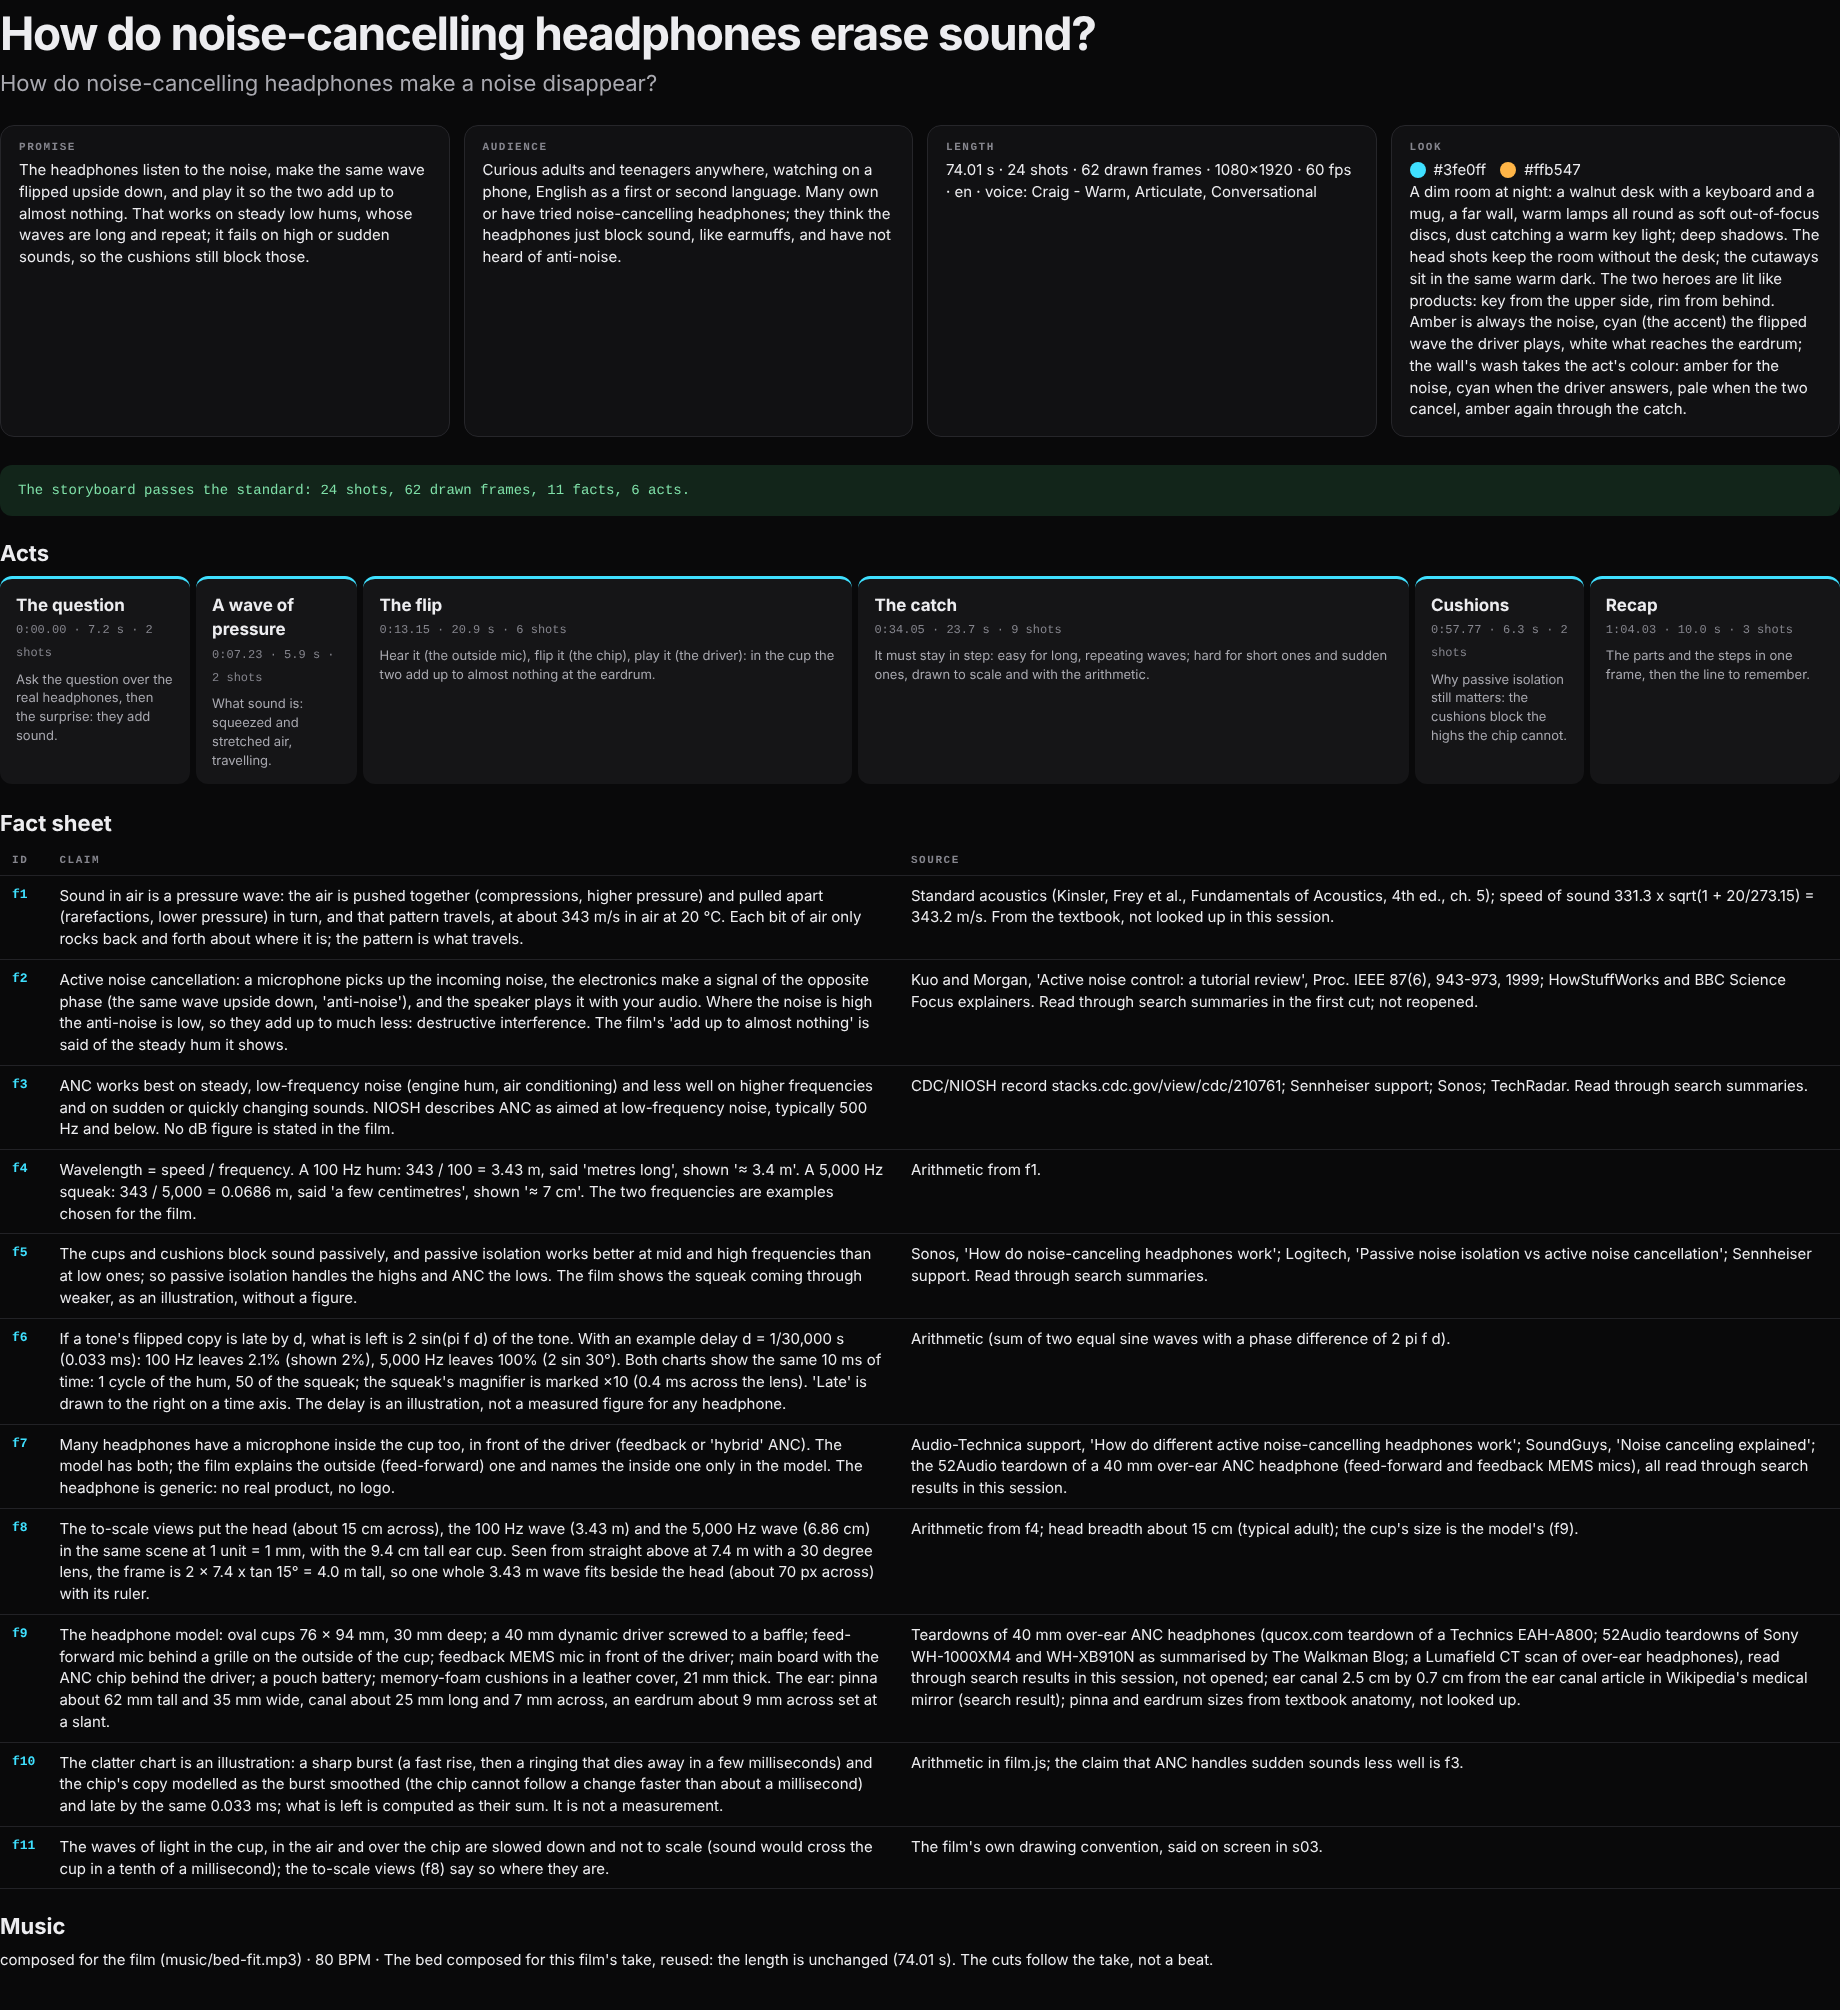 How do noise-cancelling headphones erase sound?
How do noise-cancelling headphones make a noise disappear?
PROMISE
The headphones listen to the noise, make the same wave
flipped upside down, and play it so the two add up to
almost nothing. That works on steady low hums, whose
waves are long and repeat; it fails on high or sudden
sounds, so the cushions still block those.
AUDIENCE
Curious adults and teenagers anywhere, watching on a
phone, English as a first or second language. Many own
or have tried noise-cancelling headphones; they think the
headphones just block sound, like earmuffs, and have not
heard of anti-noise.
LENGTH
74.01 s · 24 shots · 62 drawn frames · 1080×1920 · 60 fps
· en · voice: Craig - Warm, Articulate, Conversational
LOOK
#3fe0ff #ffb547
A dim room at night: a walnut desk with a keyboard and a
mug, a far wall, warm lamps all round as soft out-of-focus
discs, dust catching a warm key light; deep shadows. The
head shots keep the room without the desk; the cutaways
sit in the same warm dark. The two heroes are lit like
products: key from the upper side, rim from behind.
Amber is always the noise, cyan (the accent) the flipped
wave the driver plays, white what reaches the eardrum;
the wall's wash takes the act's colour: amber for the
noise, cyan when the driver answers, pale when the two
cancel, amber again through the catch.
The storyboard passes the standard: 24 shots, 62 drawn frames, 11 facts, 6 acts.
Acts
The question
0:00.00 · 7.2 s · 2
shots
Ask the question over the
real headphones, then
the surprise: they add
sound.
A wave of
pressure
0:07.23 · 5.9 s ·
2 shots
What sound is:
squeezed and
stretched air,
travelling.
The flip
0:13.15 · 20.9 s · 6 shots
Hear it (the outside mic), flip it (the chip), play it (the driver): in the cup the
two add up to almost nothing at the eardrum.
The catch
0:34.05 · 23.7 s · 9 shots
It must stay in step: easy for long, repeating waves; hard for short ones and sudden
ones, drawn to scale and with the arithmetic.
Cushions
0:57.77 · 6.3 s · 2
shots
Why passive isolation
still matters: the
cushions block the
highs the chip cannot.
Recap
1:04.03 · 10.0 s · 3 shots
The parts and the steps in one
frame, then the line to remember.
Fact sheet
ID CLAIM SOURCE
f1
Sound in air is a pressure wave: the air is pushed together (compressions, higher pressure) and pulled apart
(rarefactions, lower pressure) in turn, and that pattern travels, at about 343 m/s in air at 20 °C. Each bit of air only
rocks back and forth about where it is; the pattern is what travels.
Standard acoustics (Kinsler, Frey et al., Fundamentals of Acoustics, 4th ed., ch. 5); speed of sound 331.3 x sqrt(1 + 20/273.15) =
343.2 m/s. From the textbook, not looked up in this session.
f2
Active noise cancellation: a microphone picks up the incoming noise, the electronics make a signal of the opposite
phase (the same wave upside down, 'anti-noise'), and the speaker plays it with your audio. Where the noise is high
the anti-noise is low, so they add up to much less: destructive interference. The film's 'add up to almost nothing' is
said of the steady hum it shows.
Kuo and Morgan, 'Active noise control: a tutorial review', Proc. IEEE 87(6), 943-973, 1999; HowStuffWorks and BBC Science
Focus explainers. Read through search summaries in the first cut; not reopened.
f3
ANC works best on steady, low-frequency noise (engine hum, air conditioning) and less well on higher frequencies
and on sudden or quickly changing sounds. NIOSH describes ANC as aimed at low-frequency noise, typically 500
Hz and below. No dB figure is stated in the film.
CDC/NIOSH record stacks.cdc.gov/view/cdc/210761; Sennheiser support; Sonos; TechRadar. Read through search summaries.
f4
Wavelength = speed / frequency. A 100 Hz hum: 343 / 100 = 3.43 m, said 'metres long', shown '≈ 3.4 m'. A 5,000 Hz
squeak: 343 / 5,000 = 0.0686 m, said 'a few centimetres', shown '≈ 7 cm'. The two frequencies are examples
chosen for the film.
Arithmetic from f1.
f5
The cups and cushions block sound passively, and passive isolation works better at mid and high frequencies than
at low ones; so passive isolation handles the highs and ANC the lows. The film shows the squeak coming through
weaker, as an illustration, without a figure.
Sonos, 'How do noise-canceling headphones work'; Logitech, 'Passive noise isolation vs active noise cancellation'; Sennheiser
support. Read through search summaries.
f6
If a tone's flipped copy is late by d, what is left is 2 sin(pi f d) of the tone. With an example delay d = 1/30,000 s
(0.033 ms): 100 Hz leaves 2.1% (shown 2%), 5,000 Hz leaves 100% (2 sin 30°). Both charts show the same 10 ms of
time: 1 cycle of the hum, 50 of the squeak; the squeak's magnifier is marked ×10 (0.4 ms across the lens). 'Late' is
drawn to the right on a time axis. The delay is an illustration, not a measured figure for any headphone.
Arithmetic (sum of two equal sine waves with a phase difference of 2 pi f d).
f7
Many headphones have a microphone inside the cup too, in front of the driver (feedback or 'hybrid' ANC). The
model has both; the film explains the outside (feed-forward) one and names the inside one only in the model. The
headphone is generic: no real product, no logo.
Audio-Technica support, 'How do different active noise-cancelling headphones work'; SoundGuys, 'Noise canceling explained';
the 52Audio teardown of a 40 mm over-ear ANC headphone (feed-forward and feedback MEMS mics), all read through search
results in this session.
f8
The to-scale views put the head (about 15 cm across), the 100 Hz wave (3.43 m) and the 5,000 Hz wave (6.86 cm)
in the same scene at 1 unit = 1 mm, with the 9.4 cm tall ear cup. Seen from straight above at 7.4 m with a 30 degree
lens, the frame is 2 × 7.4 x tan 15° = 4.0 m tall, so one whole 3.43 m wave fits beside the head (about 70 px across)
with its ruler.
Arithmetic from f4; head breadth about 15 cm (typical adult); the cup's size is the model's (f9).
f9
The headphone model: oval cups 76 × 94 mm, 30 mm deep; a 40 mm dynamic driver screwed to a baffle; feed-
forward mic behind a grille on the outside of the cup; feedback MEMS mic in front of the driver; main board with the
ANC chip behind the driver; a pouch battery; memory-foam cushions in a leather cover, 21 mm thick. The ear: pinna
about 62 mm tall and 35 mm wide, canal about 25 mm long and 7 mm across, an eardrum about 9 mm across set at
a slant.
Teardowns of 40 mm over-ear ANC headphones (qucox.com teardown of a Technics EAH-A800; 52Audio teardowns of Sony
WH-1000XM4 and WH-XB910N as summarised by The Walkman Blog; a Lumafield CT scan of over-ear headphones), read
through search results in this session, not opened; ear canal 2.5 cm by 0.7 cm from the ear canal article in Wikipedia's medical
mirror (search result); pinna and eardrum sizes from textbook anatomy, not looked up.
f10
The clatter chart is an illustration: a sharp burst (a fast rise, then a ringing that dies away in a few milliseconds) and
the chip's copy modelled as the burst smoothed (the chip cannot follow a change faster than about a millisecond)
and late by the same 0.033 ms; what is left is computed as their sum. It is not a measurement.
Arithmetic in film.js; the claim that ANC handles sudden sounds less well is f3.
f11
The waves of light in the cup, in the air and over the chip are slowed down and not to scale (sound would cross the
cup in a tenth of a millisecond); the to-scale views (f8) say so where they are.
The film's own drawing convention, said on screen in s03.
Music
composed for the film (music/bed-fit.mp3) · 80 BPM · The bed composed for this film's take, reused: the length is unchanged (74.01 s). The cuts follow the take, not a beat.